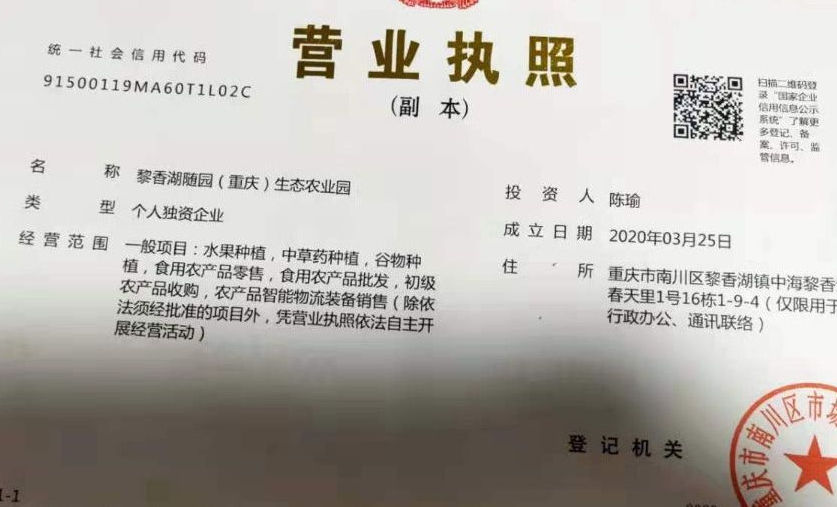 统一社会信用代码
91500119MA60T1L02C
营业执照
（副 本）
扫描二维码登
录“国家企业
信用信息公示
系统”了解更
多登记、备
案、许可、监
管信息。
名 称 黎香湖随园（重庆）生态农业园
类 型 个人独资企业
经营范围 一般项目：水果种植，中草药种植，谷物种
植，食用农产品零售，食用农产品批发，初级
农产品收购，农产品智能物流装备销售（除依
法须经批准的项目外，凭营业执照依法自主开
展经营活动）
投资人 陈瑜
成立日期 2020年03月25日
住 所 重庆市南川区黎香湖镇中海黎香
春天里1号16栋1-9-4（仅限用于
行政办公、通讯联络）
登记机关
重庆市南川区市场
1-1